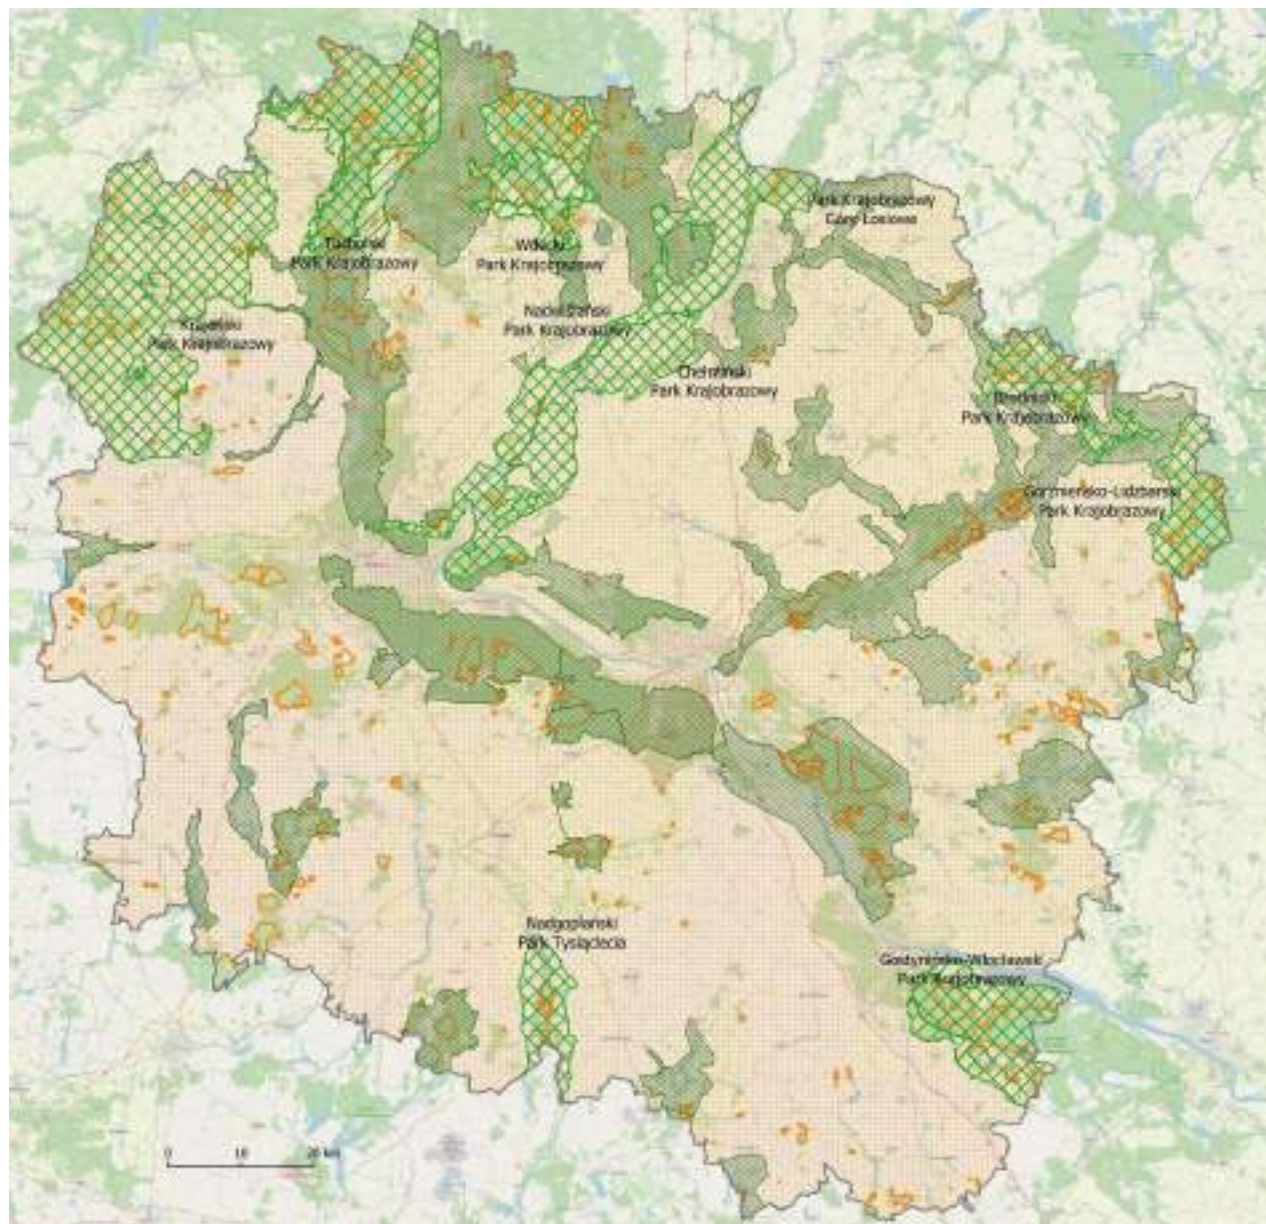 Park Krajobrazowy
Góry Łosiowe
Tucholski
Park Krajobrazowy
Wdecki
Park Krajobrazowy
Nadwiślański
Park Krajobrazowy
Krajeński
Park Krajobrazowy
Chełmiński
Park Krajobrazowy
Brodnicki
Park Krajobrazowy
Górznieńsko-Lidzbarski
Park Krajobrazowy
Nadgoplański
Park Tysiąclecia
Gostynińsko-Włocławski
Park Krajobrazowy
0 10 20 km